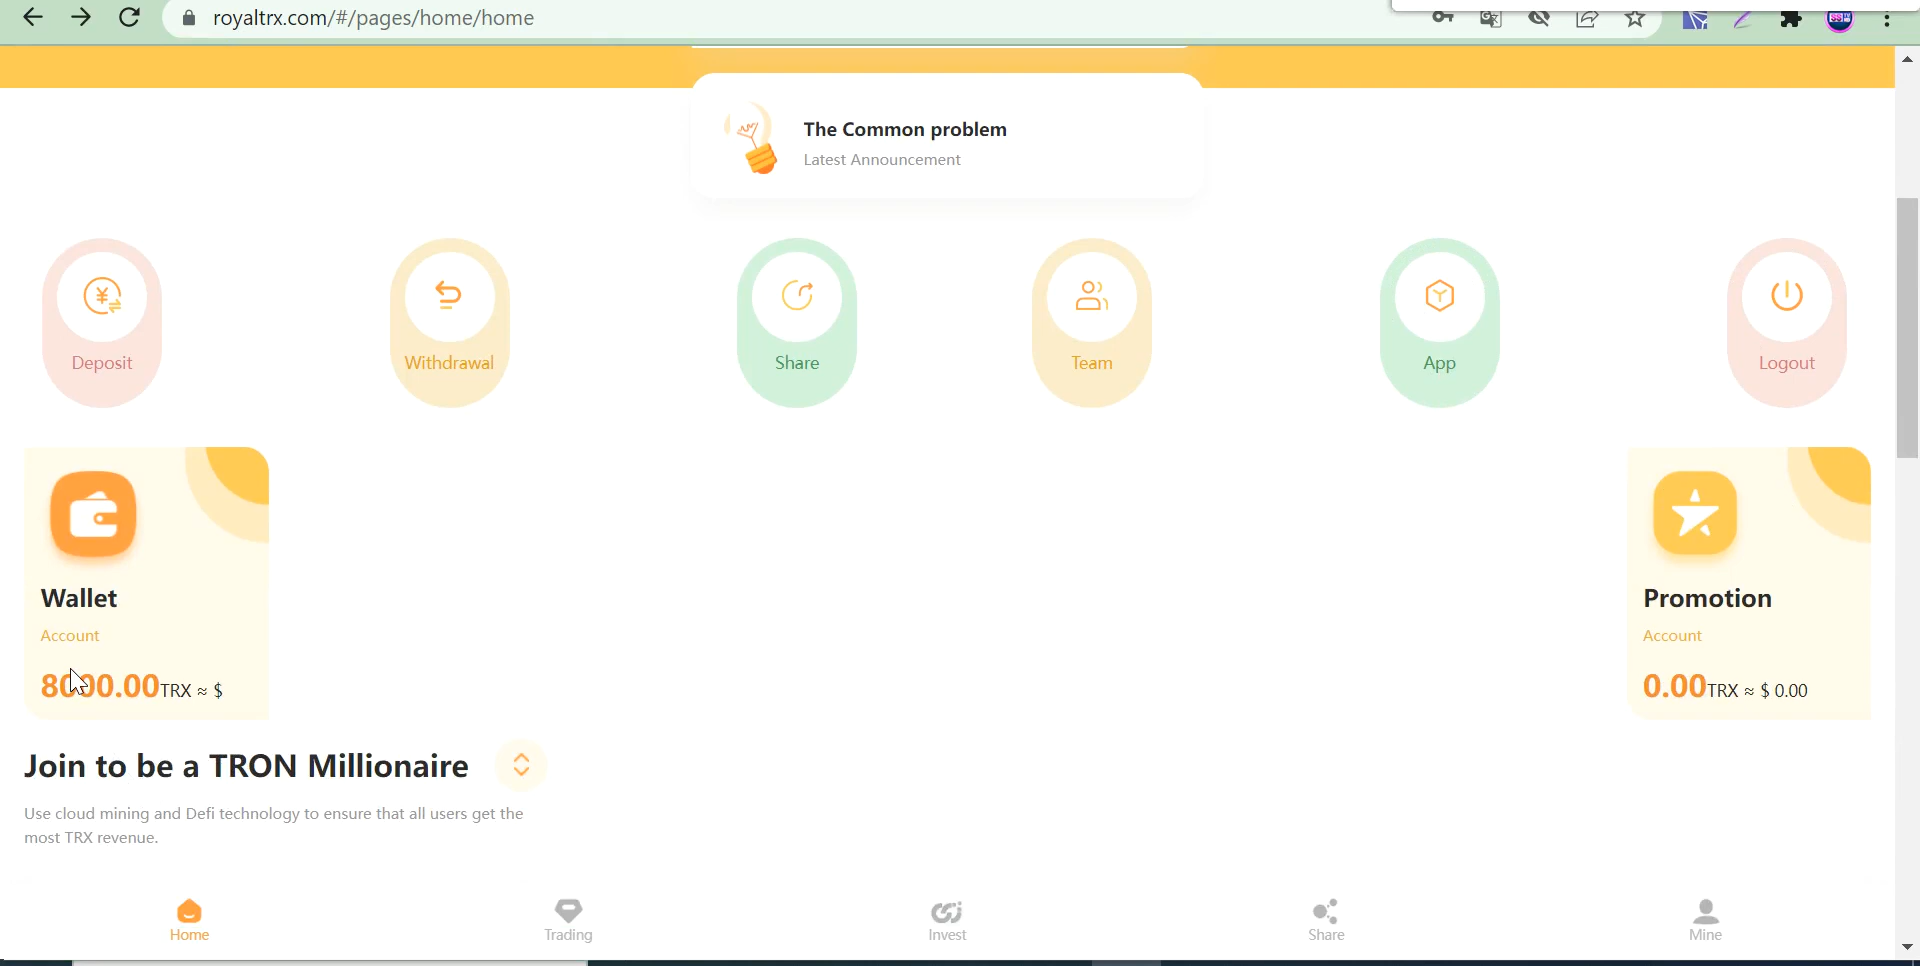 royaltrx.com/#/pages/home/home
The Common problem
Latest Announcement
Deposit
Withdrawal
Share
Team
App
Logout
Wallet
Account
8000.00TRX ≈ $
Promotion
Account
0.00TRX ≈ $ 0.00
Join to be a TRON Millionaire
Use cloud mining and Defi technology to ensure that all users get the
most TRX revenue.
Home
Trading
Invest
Share
Mine